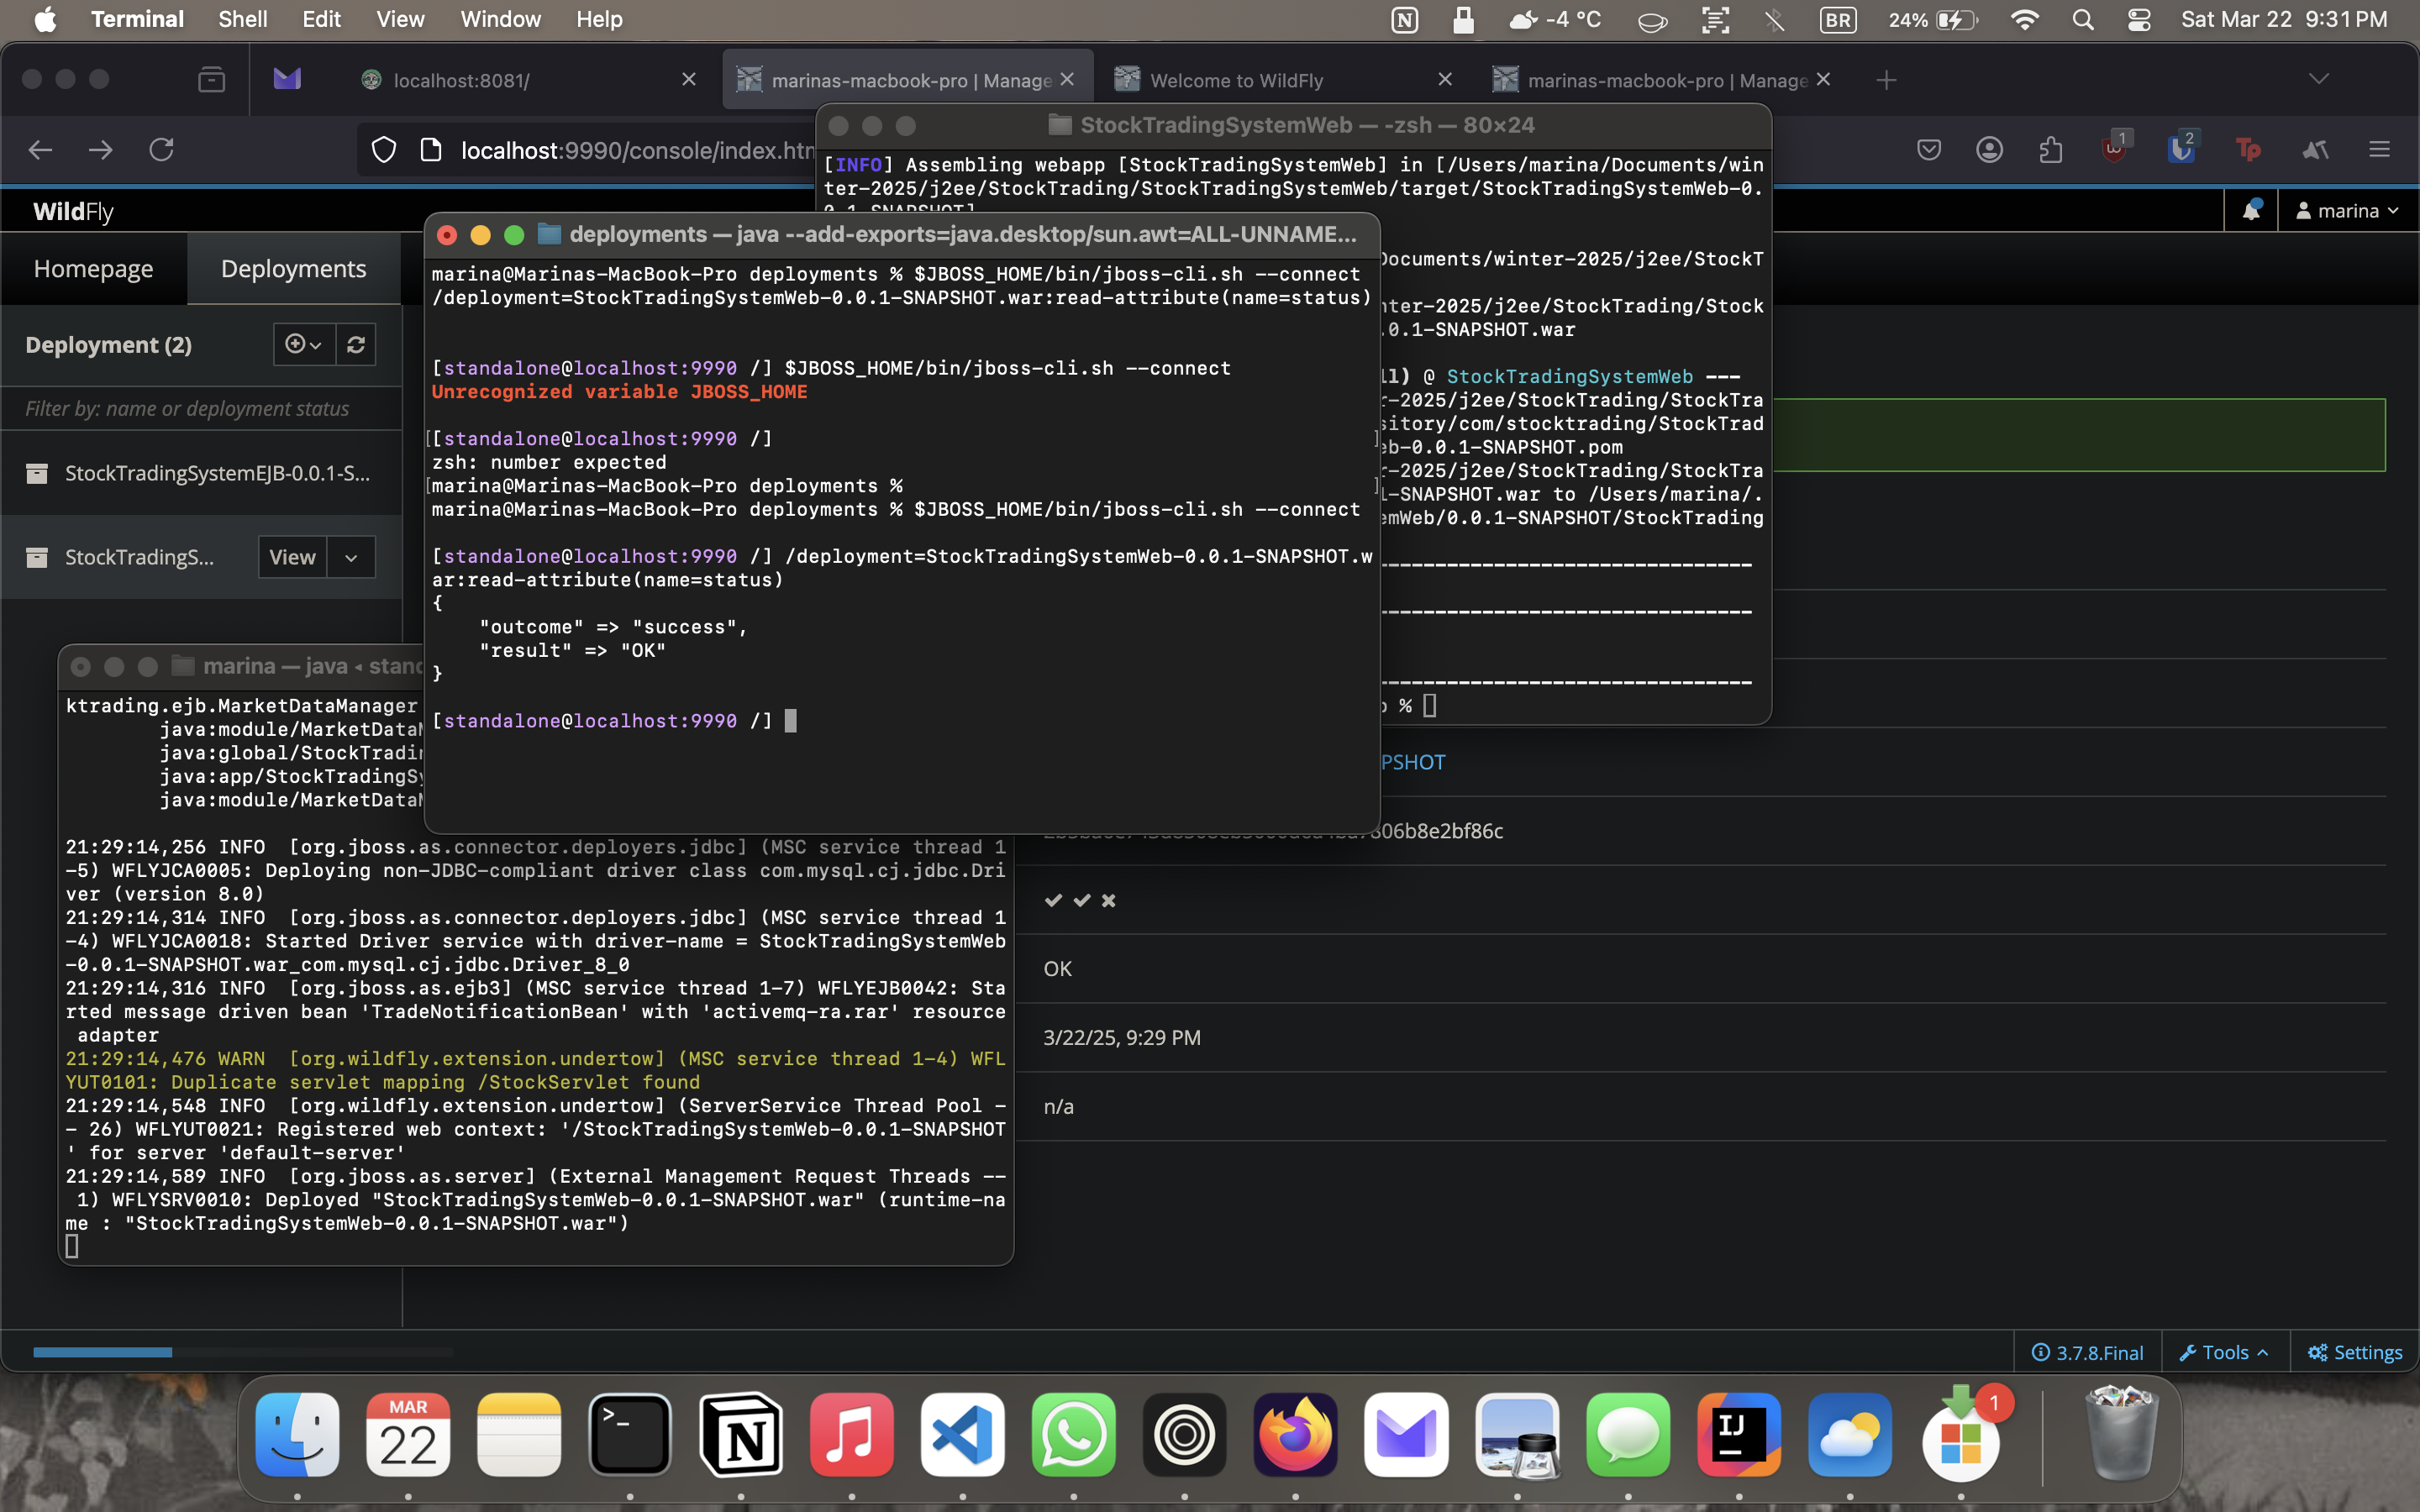 Terminal Shell Edit View Window Help -4 °C BR 24% Sat Mar 22 9:31 PM
localhost:8081/ marinas-macbook-pro | Manage Welcome to WildFly marinas-macbook-pro | Manage
localhost:9990/console/index.htm
1 2 Tp
WildFly marina
Homepage Deployments
Deployment (2)
Filter by: name or deployment status
StockTradingSystemEJB-0.0.1-S...
StockTradingS... View
StockTradingSystemWeb — -zsh — 80×24
[INFO] Assembling webapp [StockTradingSystemWeb] in [/Users/marina/Documents/win
ter-2025/j2ee/StockTrading/StockTradingSystemWeb/target/StockTradingSystemWeb-0.
0.1-SNAPSHOT]
Documents/winter-2025/j2ee/StockT
nter-2025/j2ee/StockTrading/Stock
.0.1-SNAPSHOT.war
ll) @ StockTradingSystemWeb ---
r-2025/j2ee/StockTrading/StockTra
sitory/com/stocktrading/StockTrad
eb-0.0.1-SNAPSHOT.pom
r-2025/j2ee/StockTrading/StockTra
1-SNAPSHOT.war to /Users/marina/.
emWeb/0.0.1-SNAPSHOT/StockTrading
-------------------------------
-------------------------------
-------------------------------
%
deployments — java --add-exports=java.desktop/sun.awt=ALL-UNNAME...
marina@Marinas-MacBook-Pro deployments % $JBOSS_HOME/bin/jboss-cli.sh --connect
/deployment=StockTradingSystemWeb-0.0.1-SNAPSHOT.war:read-attribute(name=status)
[standalone@localhost:9990 /] $JBOSS_HOME/bin/jboss-cli.sh --connect
Unrecognized variable JBOSS_HOME
[[standalone@localhost:9990 /] ]
zsh: number expected
[marina@Marinas-MacBook-Pro deployments % ]
marina@Marinas-MacBook-Pro deployments % $JBOSS_HOME/bin/jboss-cli.sh --connect
[standalone@localhost:9990 /] /deployment=StockTradingSystemWeb-0.0.1-SNAPSHOT.w
ar:read-attribute(name=status)
{
"outcome" => "success",
"result" => "OK"
}
[standalone@localhost:9990 /]
marina — java ◂ stand
ktrading.ejb.MarketDataManager
java:module/MarketDataM
java:global/StockTradin
java:app/StockTradingSy
java:module/MarketDataM
21:29:14,256 INFO [org.jboss.as.connector.deployers.jdbc] (MSC service thread 1
-5) WFLYJCA0005: Deploying non-JDBC-compliant driver class com.mysql.cj.jdbc.Dri
ver (version 8.0)
21:29:14,314 INFO [org.jboss.as.connector.deployers.jdbc] (MSC service thread 1
-4) WFLYJCA0018: Started Driver service with driver-name = StockTradingSystemWeb
-0.0.1-SNAPSHOT.war_com.mysql.cj.jdbc.Driver_8_0
21:29:14,316 INFO [org.jboss.as.ejb3] (MSC service thread 1-7) WFLYEJB0042: Sta
rted message driven bean 'TradeNotificationBean' with 'activemq-ra.rar' resource
adapter
21:29:14,476 WARN [org.wildfly.extension.undertow] (MSC service thread 1-4) WFL
YUT0101: Duplicate servlet mapping /StockServlet found
21:29:14,548 INFO [org.wildfly.extension.undertow] (ServerService Thread Pool -
- 26) WFLYUT0021: Registered web context: '/StockTradingSystemWeb-0.0.1-SNAPSHOT
' for server 'default-server'
21:29:14,589 INFO [org.jboss.as.server] (External Management Request Threads --
1) WFLYSRV0010: Deployed "StockTradingSystemWeb-0.0.1-SNAPSHOT.war" (runtime-na
me : "StockTradingSystemWeb-0.0.1-SNAPSHOT.war")
PSHOT
806b8e2bf86c
OK
3/22/25, 9:29 PM
n/a
3.7.8.Final Tools Settings
MAR
22
>_
N
IJ
1